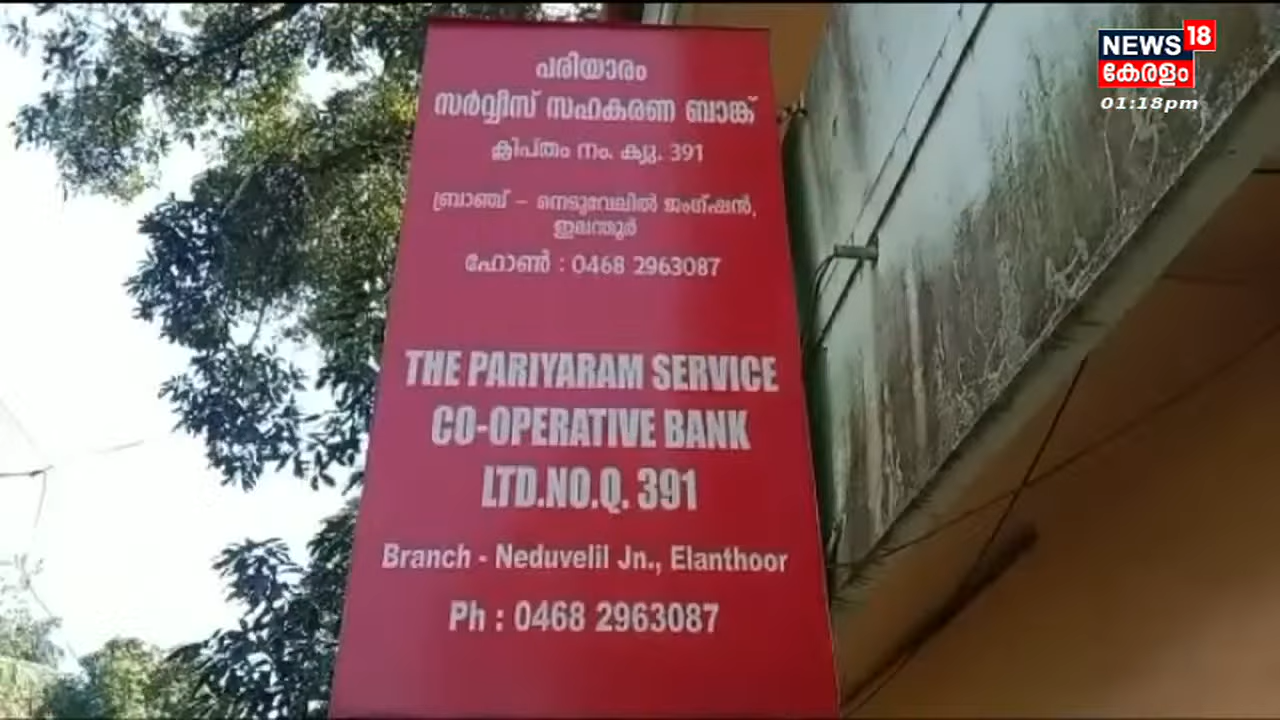 പരിയാരം
സർവ്വീസ് സഹകരണ ബാങ്ക്
ക്ലിപ്തം നം. ക്യു. 391
ബ്രാഞ്ച് – നെടുവേലിൽ ജംഗ്ഷൻ,
ഇലന്തൂർ
ഫോൺ : 0468 2963087
THE PARIYARAM SERVICE
CO-OPERATIVE BANK
LTD.NO.Q. 391
Branch - Neduvelil Jn., Elanthoor
Ph : 0468 2963087
NEWS 18
കേരളം
01:18pm